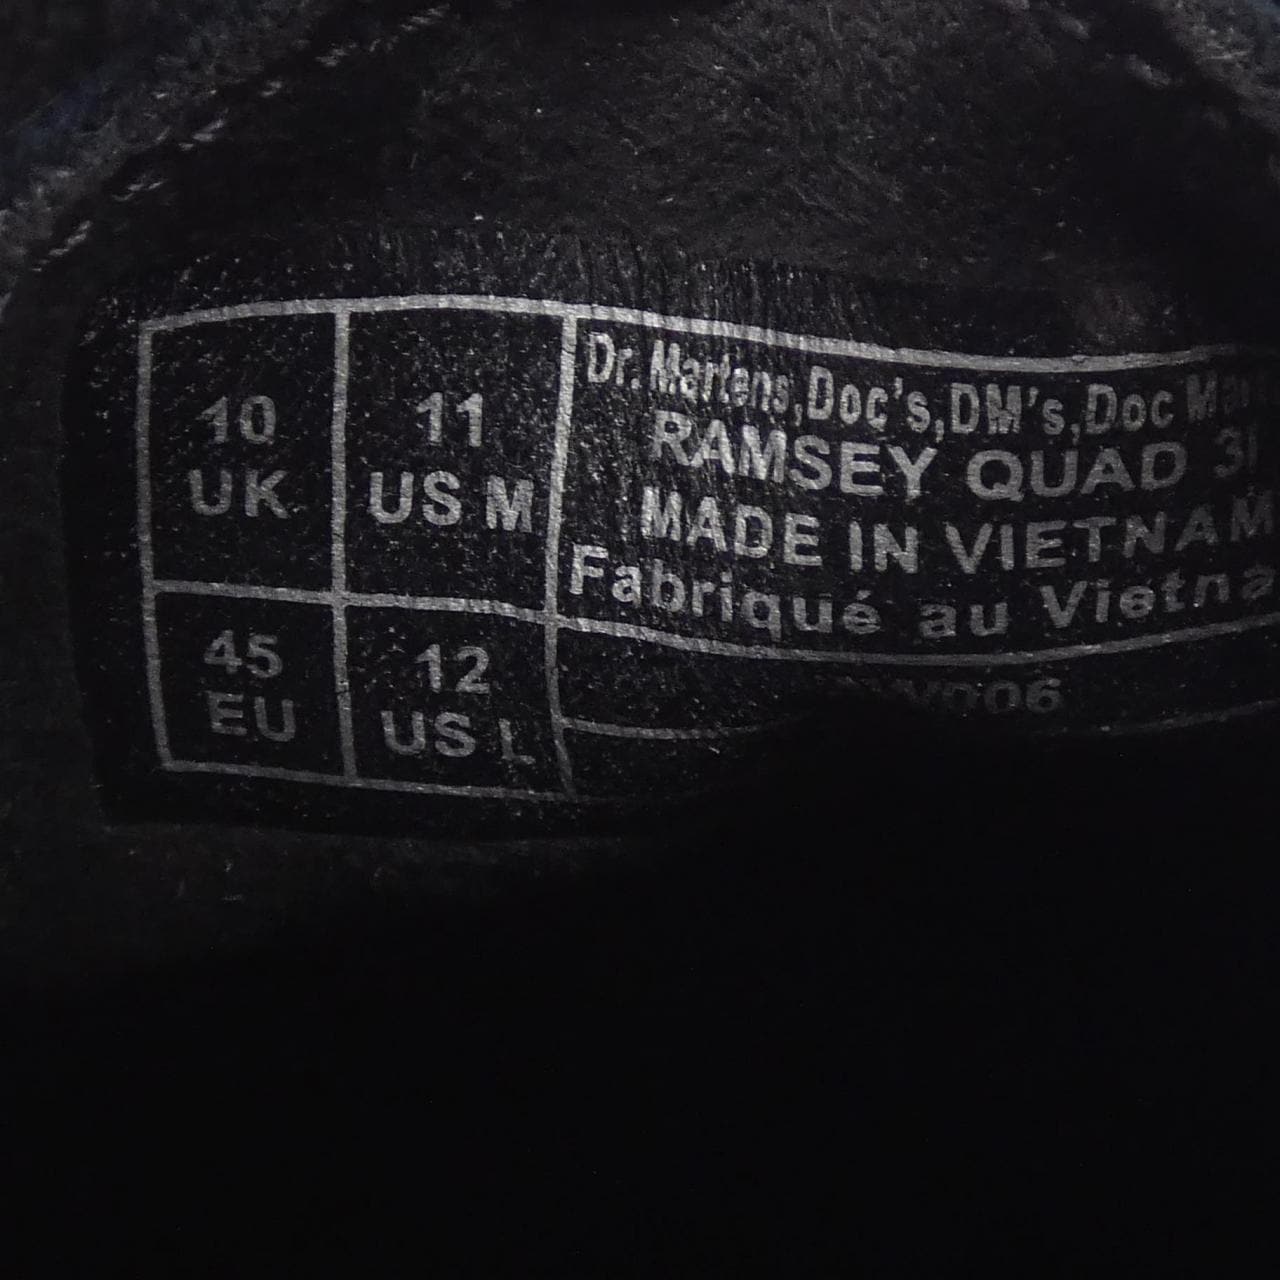 10
UK
11
US M
45
EU
12
US L
Dr. Martens,Doc's,DM's,Doc
RAMSEY QUAD 3I
MADE IN VIETNAM
Fabriqué au Vietna